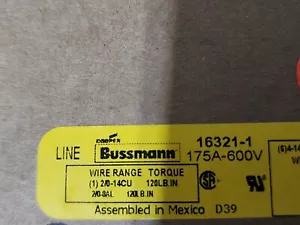 COOPER
LINE Bussmann 16321-1
175A-600V
WIRE RANGE TORQUE
(1) 2/0-14CU 120LB.IN
2/0-8AL 120LB.IN
Assembled in Mexico D39